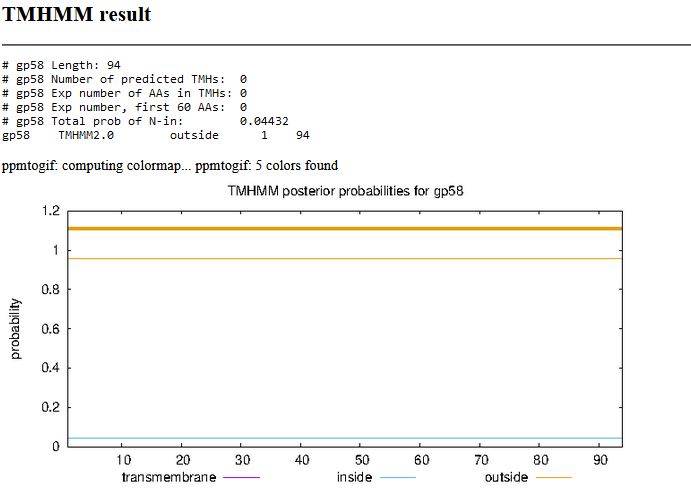 TMHMM result
# gp58 Length: 94
# gp58 Number of predicted TMHs: 0
# gp58 Exp number of AAs in TMHs: 0
# gp58 Exp number, first 60 AAs: 0
# gp58 Total prob of N-in: 0.04432
gp58 TMHMM2.0 outside 1 94
ppmtogif: computing colormap... ppmtogif: 5 colors found
TMHMM posterior probabilities for gp58
1.2
1
0.8
0.6
0.4
0.2
0
probability
10 20 30 40 50 60 70 80 90
transmembrane inside outside